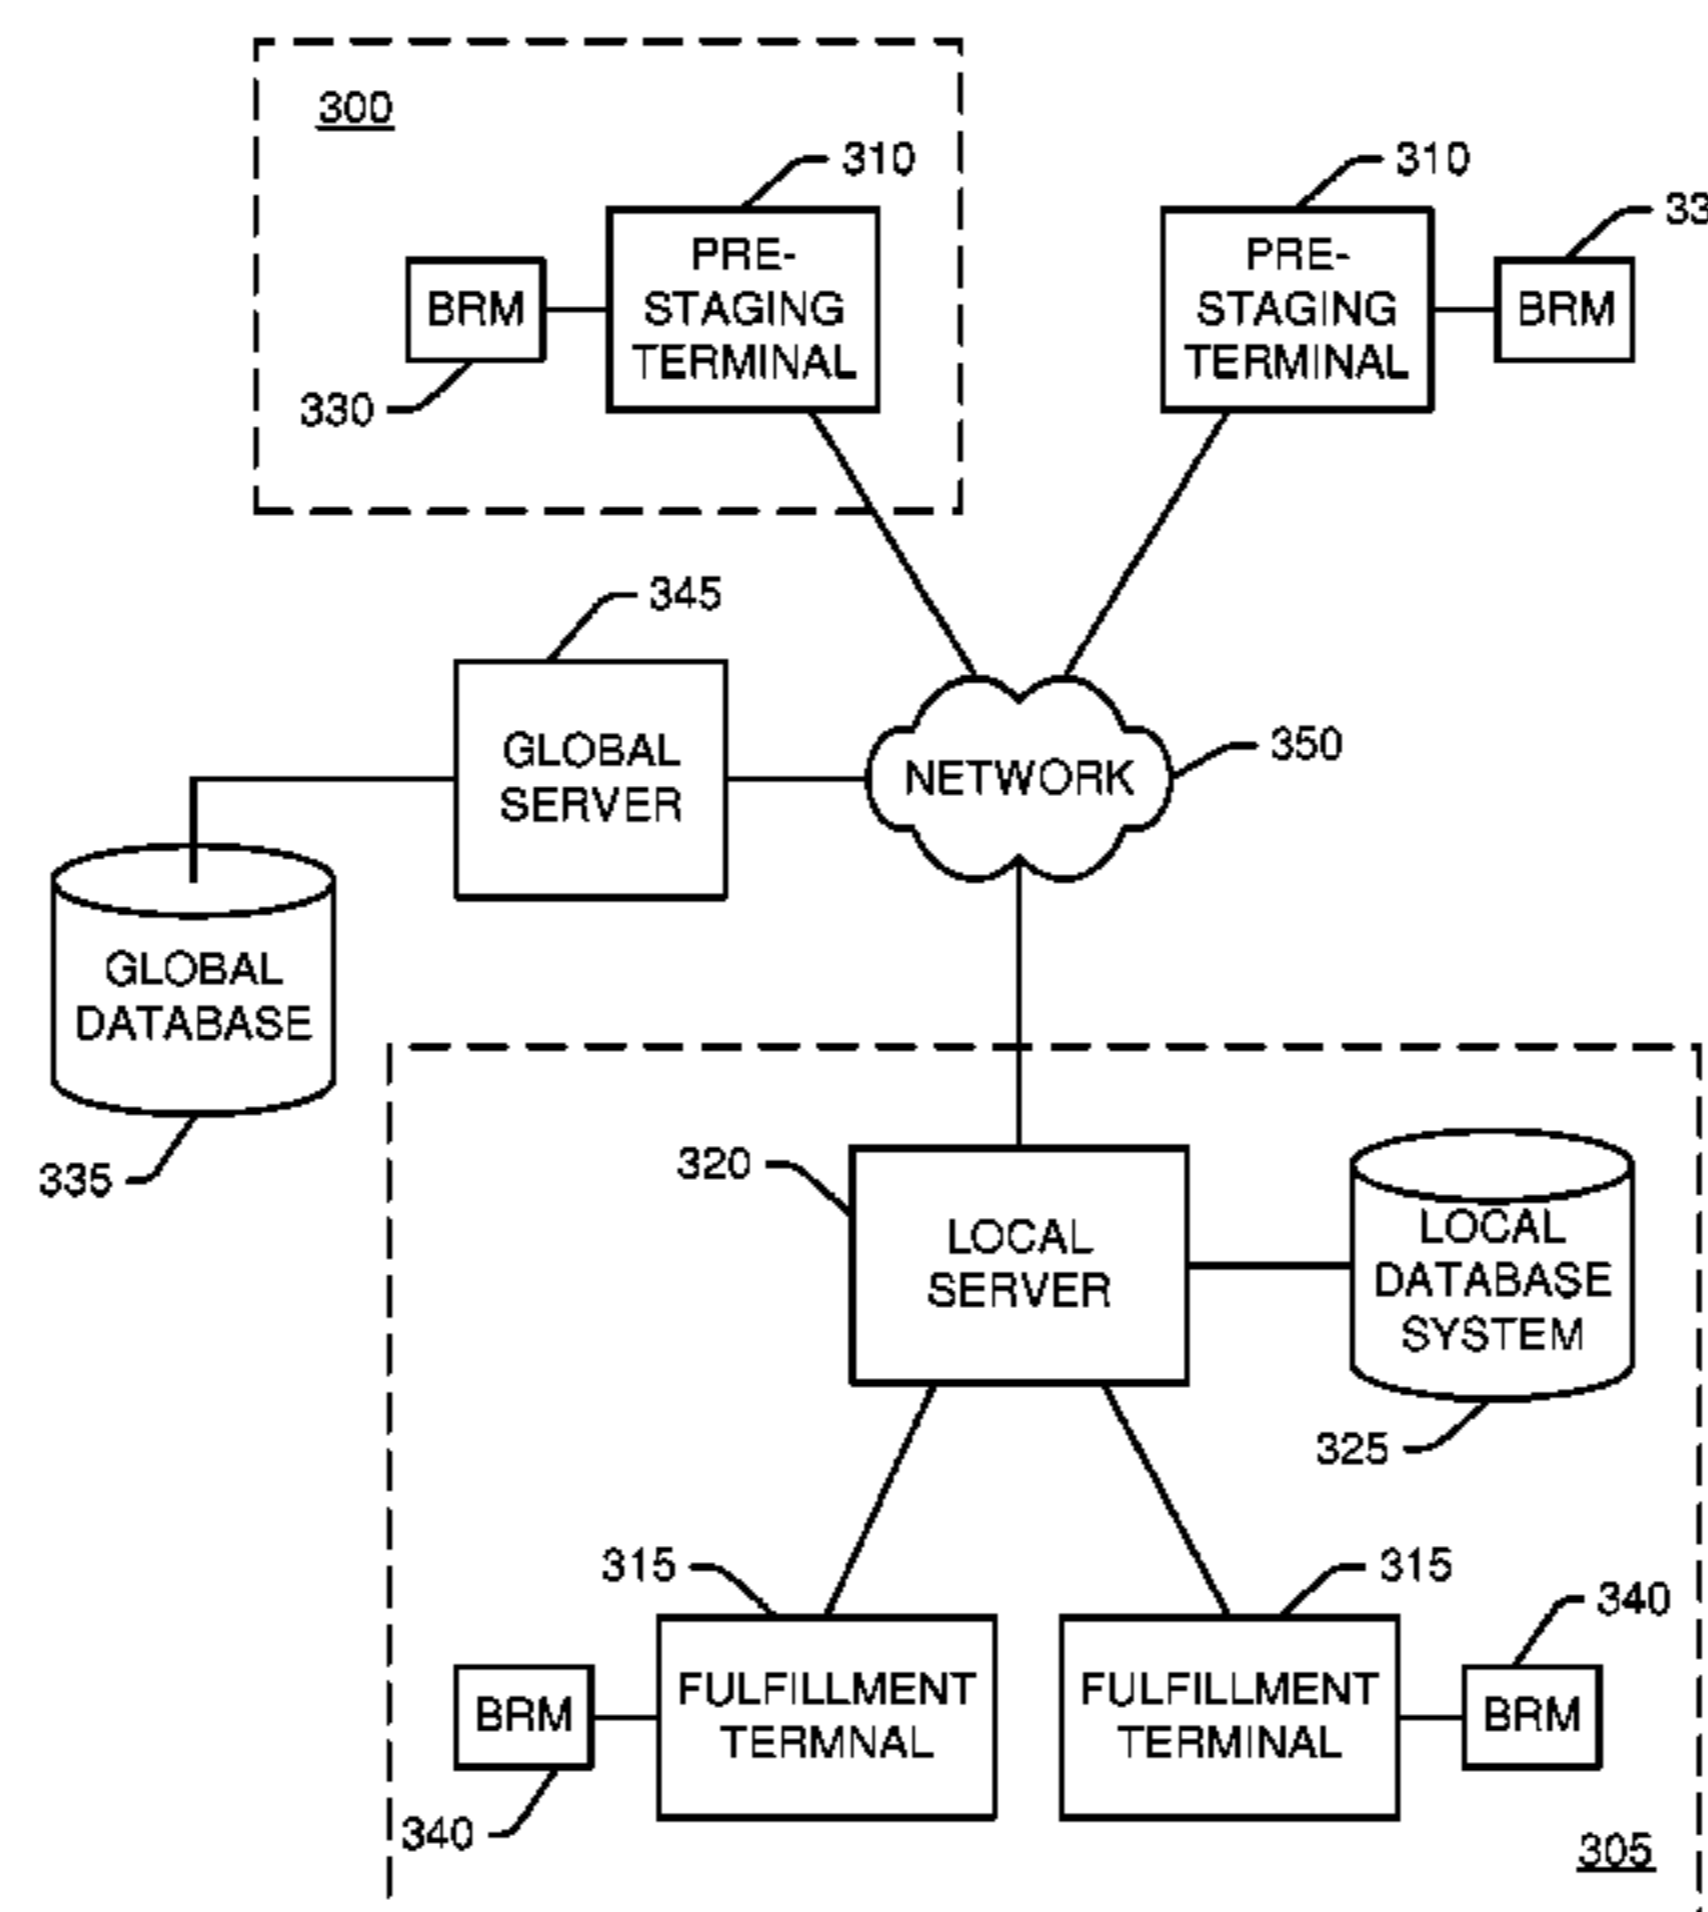 300
310
310
33
PRE-
STAGING
TERMINAL
PRE-
STAGING
TERMINAL
BRM
BRM
330
345
GLOBAL
SERVER
NETWORK
350
GLOBAL
DATABASE
335
320
LOCAL
SERVER
LOCAL
DATABASE
SYSTEM
325
315
315
340
FULFILLMENT
TERMNAL
FULFILLMENT
TERMINAL
BRM
BRM
340
305